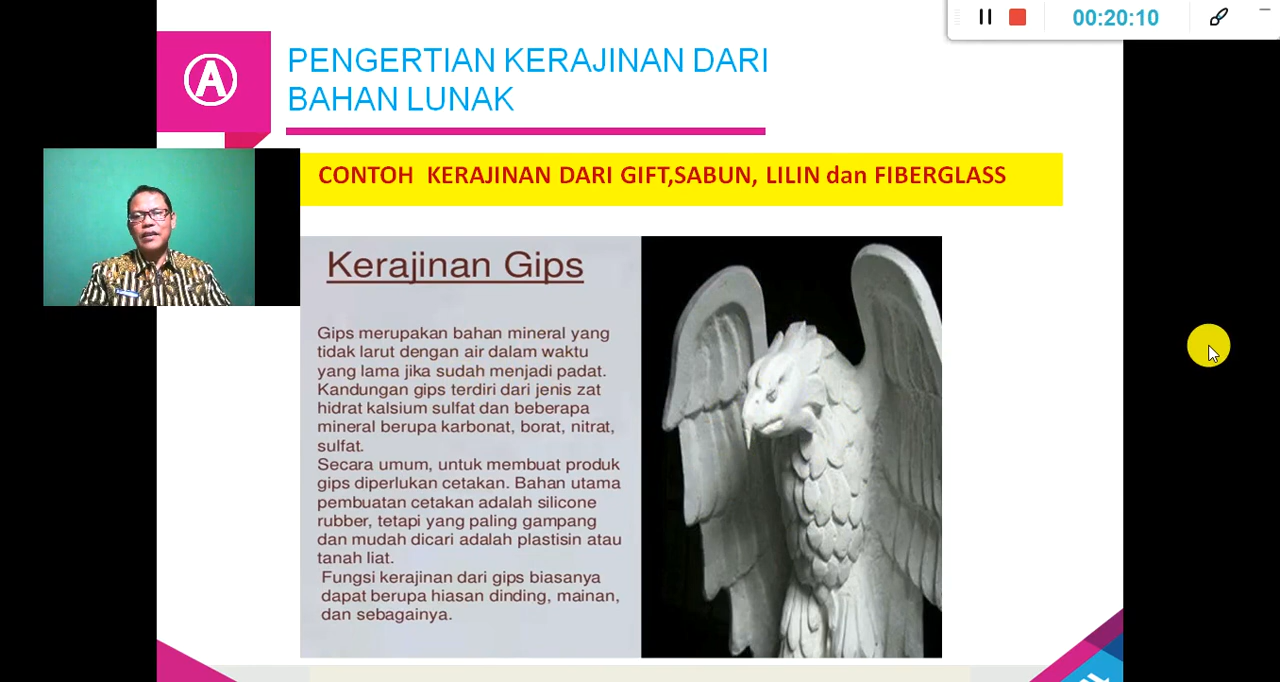 00:20:10
A
PENGERTIAN KERAJINAN DARI
BAHAN LUNAK
CONTOH  KERAJINAN DARI GIFT,SABUN, LILIN dan FIBERGLASS
Kerajinan Gips
Gips merupakan bahan mineral yang
tidak larut dengan air dalam waktu
yang lama jika sudah menjadi padat.
Kandungan gips terdiri dari jenis zat
hidrat kalsium sulfat dan beberapa
mineral berupa karbonat, borat, nitrat,
sulfat.
Secara umum, untuk membuat produk
gips diperlukan cetakan. Bahan utama
pembuatan cetakan adalah silicone
rubber, tetapi yang paling gampang
dan mudah dicari adalah plastisin atau
tanah liat.
Fungsi kerajinan dari gips biasanya
dapat berupa hiasan dinding, mainan,
dan sebagainya.